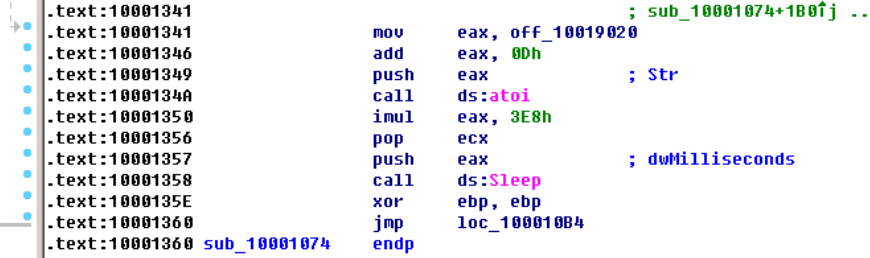 .text:10001341 ; sub_10001074+1B0↑j ..
.text:10001341 mov eax, off_10019020
.text:10001346 add eax, 0Dh
.text:10001349 push eax ; Str
.text:1000134A call ds:atoi
.text:10001350 imul eax, 3E8h
.text:10001356 pop ecx
.text:10001357 push eax ; dwMilliseconds
.text:10001358 call ds:Sleep
.text:1000135E xor ebp, ebp
.text:10001360 jmp loc_100010B4
.text:10001360 sub_10001074 endp